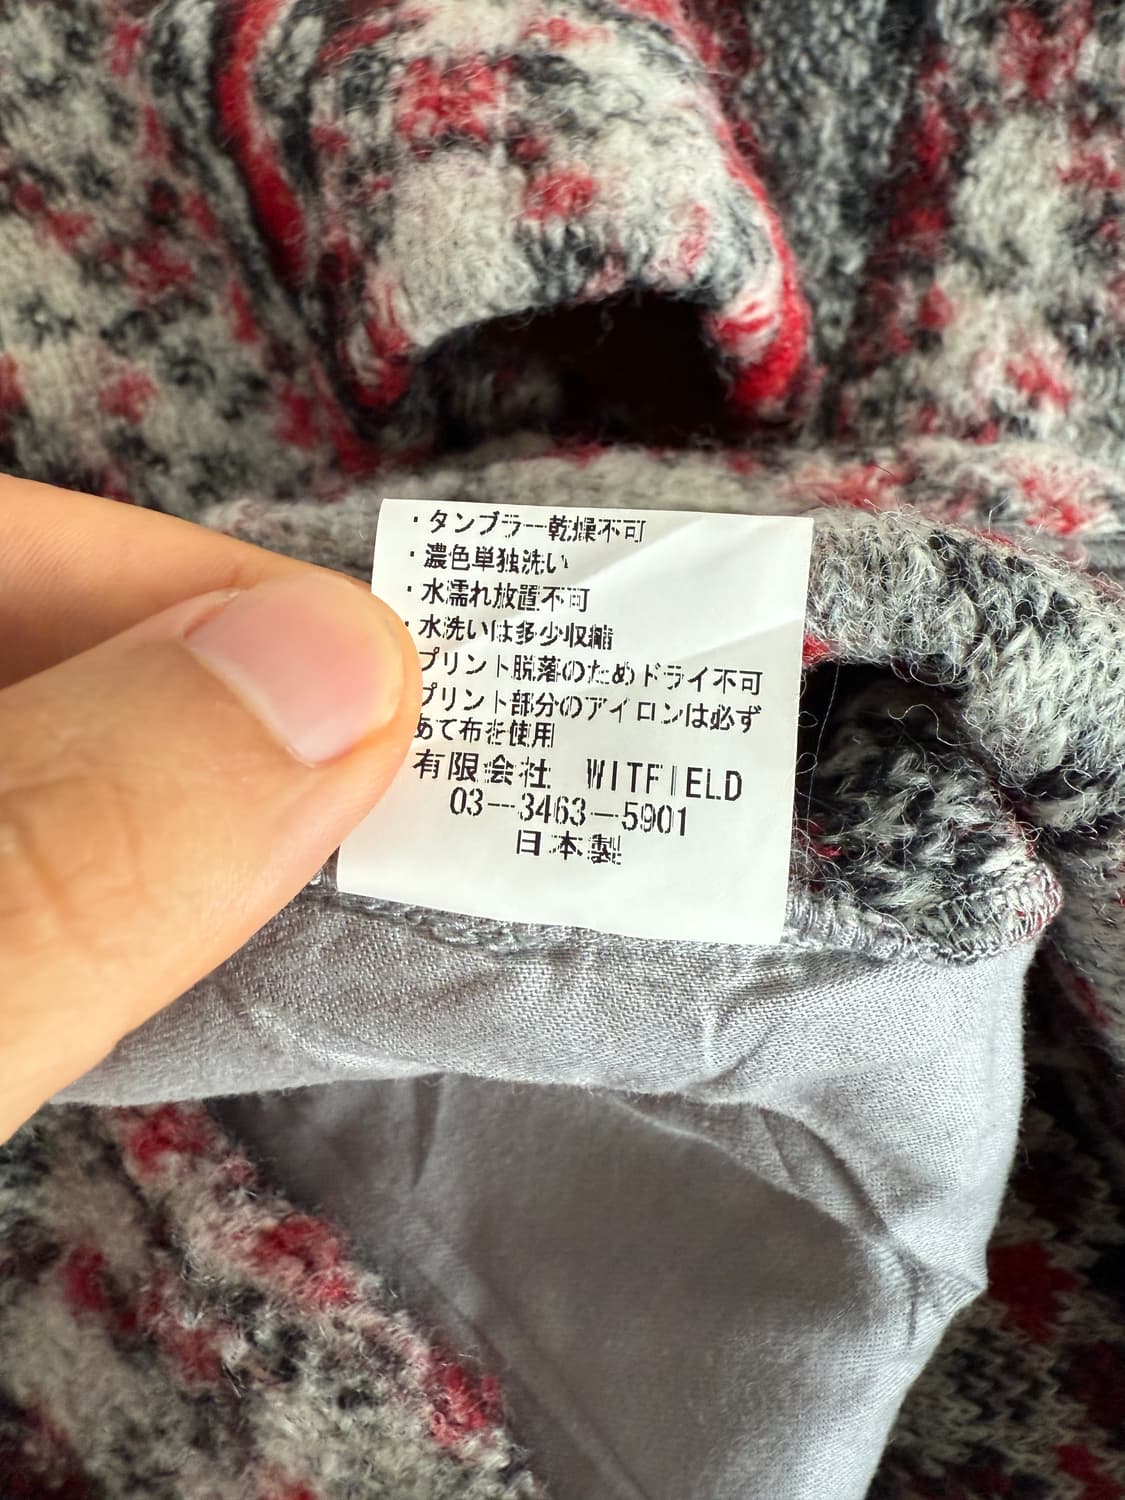 ・タンブラー乾燥不可
・濃色単独洗い
・水濡れ放置不可
・水洗いは多少収縮
プリント脱落のためドライ不可
プリント部分のアイロンは必ず
あて布を使用
有限会社 WITFIELD
03-3463-5901
日本製